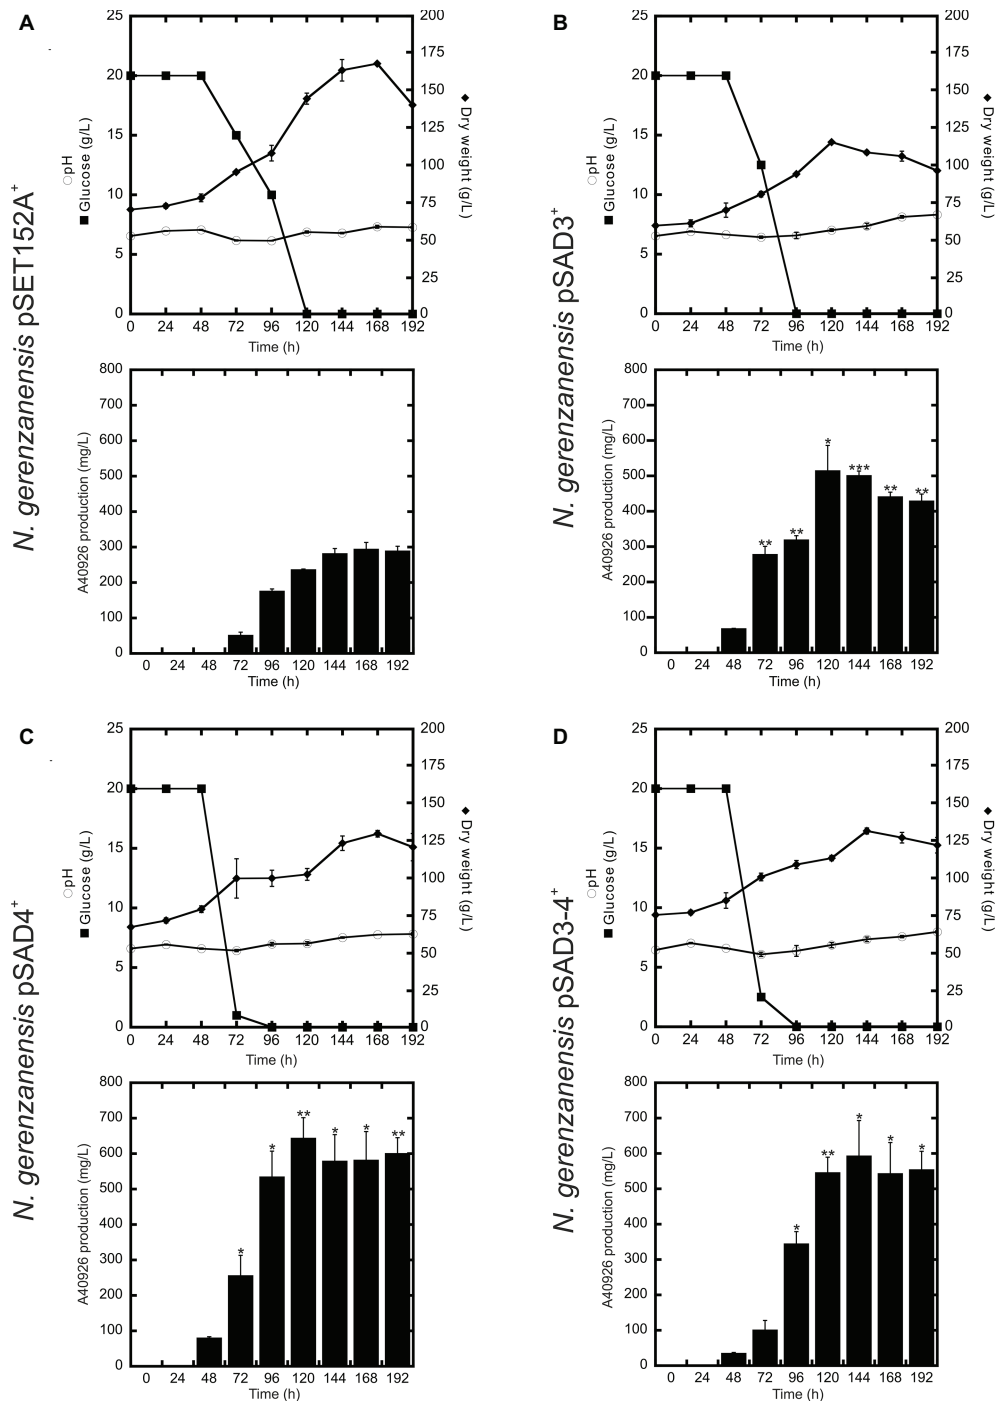 A
N. gerenzanensis pSET152A+
25
20
15
10
5
0
200
175
150
125
100
75
50
25
0
○pH
■ Glucose (g/L)
◆ Dry weight (g/L)
0 24 48 72 96 120 144 168 192
Time (h)
800
700
600
500
400
300
200
100
0
A40926 production (mg/L)
0 24 48 72 96 120 144 168 192
Time (h)
B
N. gerenzanensis pSAD3+
25
20
15
10
5
0
200
175
150
125
100
75
50
25
0
○pH
■ Glucose (g/L)
◆ Dry weight (g/L)
0 24 48 72 96 120 144 168 192
Time (h)
800
700
600
500
400
300
200
100
0
A40926 production (mg/L)
** ** * *** ** **
0 24 48 72 96 120 144 168 192
Time (h)
C
N. gerenzanensis pSAD4+
25
20
15
10
5
0
200
175
150
125
100
75
50
25
0
○pH
■ Glucose (g/L)
◆ Dry weight (g/L)
0 24 48 72 96 120 144 168 192
Time (h)
800
700
600
500
400
300
200
100
0
A40926 production (mg/L)
* * ** * * **
0 24 48 72 96 120 144 168 192
Time (h)
D
N. gerenzanensis pSAD3-4+
25
20
15
10
5
0
200
175
150
125
100
75
50
25
0
○pH
■ Glucose (g/L)
◆ Dry weight (g/L)
0 24 48 72 96 120 144 168 192
Time (h)
800
700
600
500
400
300
200
100
0
A40926 production (mg/L)
* ** * * *
0 24 48 72 96 120 144 168 192
Time (h)